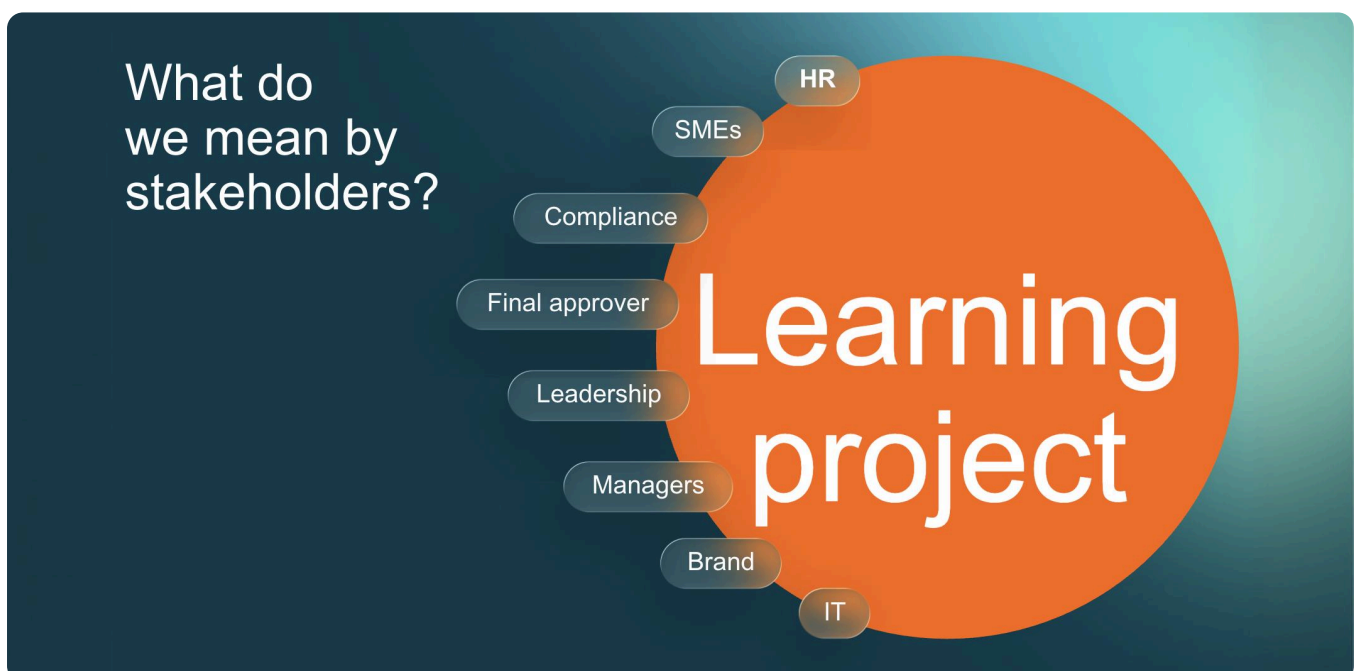 What do
we mean by
stakeholders?
HR
SMEs
Compliance
Final approver
Leadership
Managers
Brand
IT
Learning
project